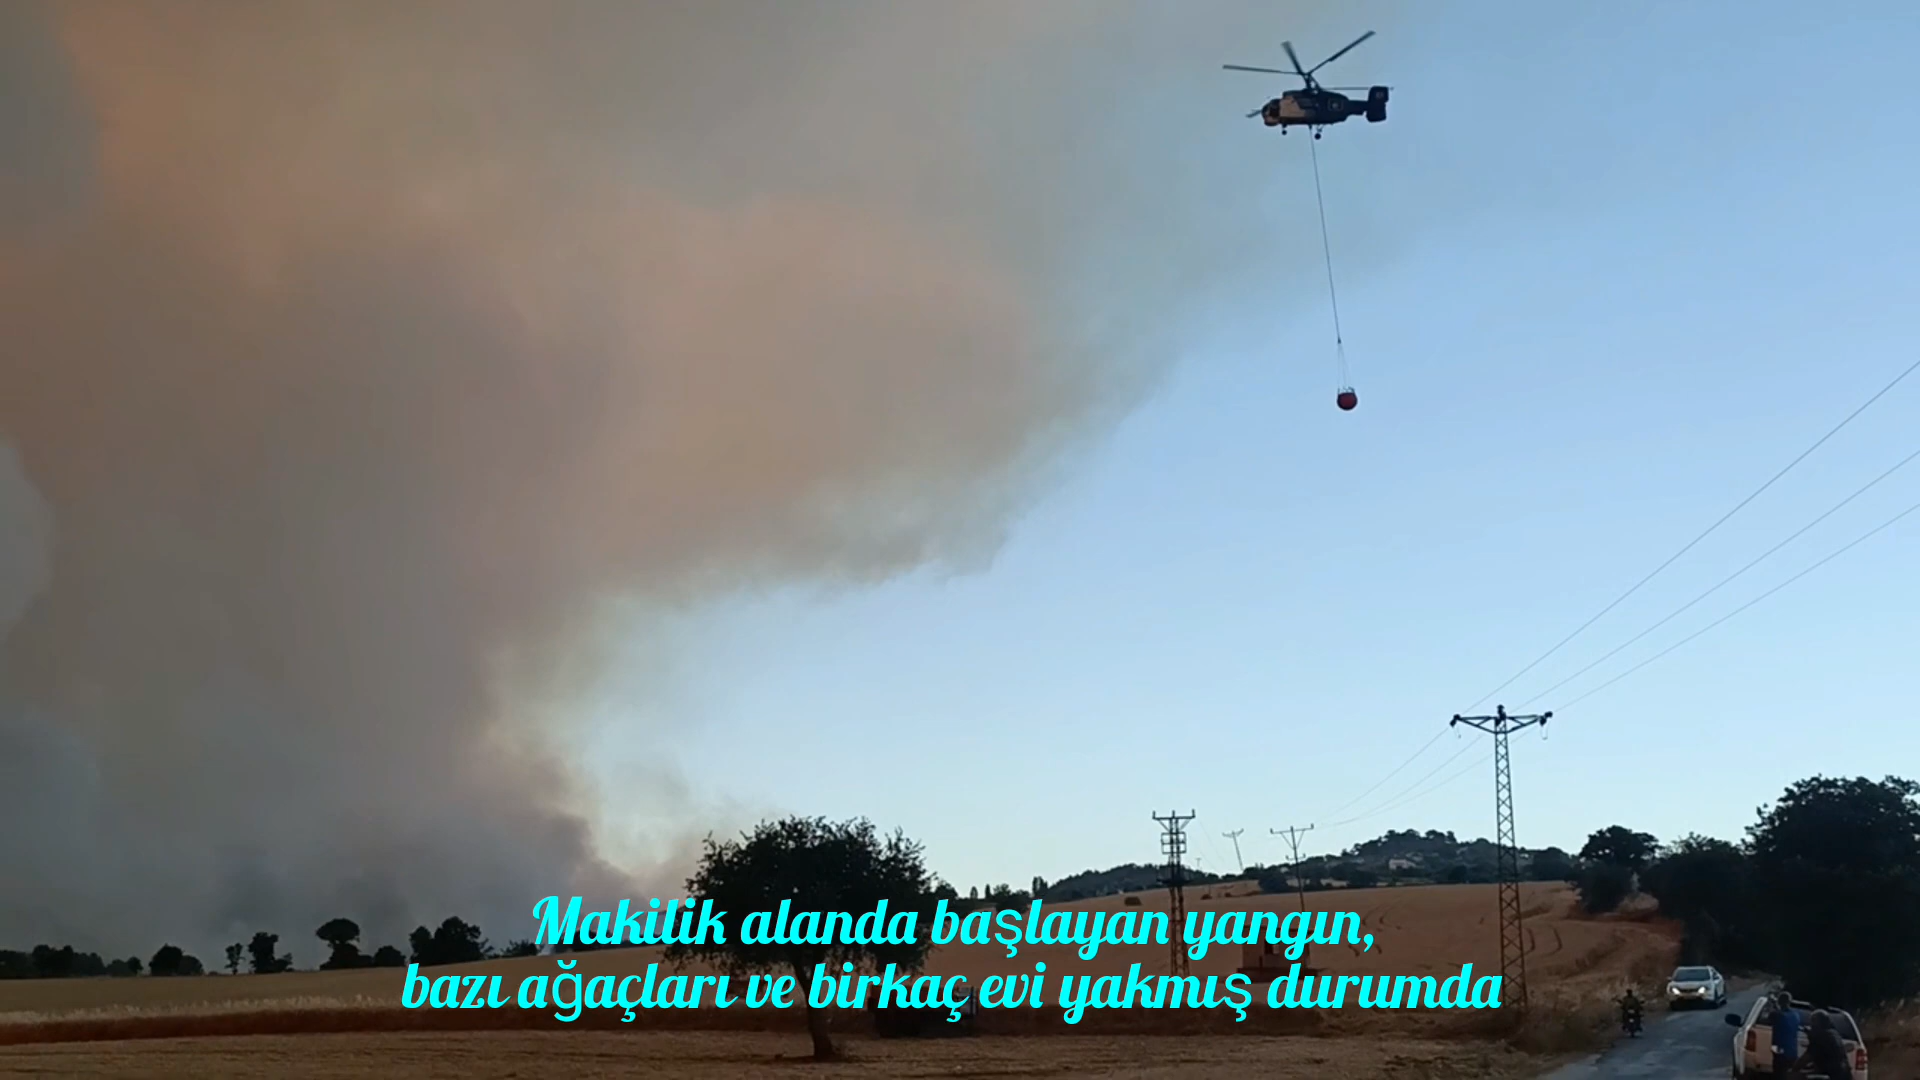 Makilik alanda başlayan yangın,
bazı ağaçları ve birkaç evi yakmış durumda